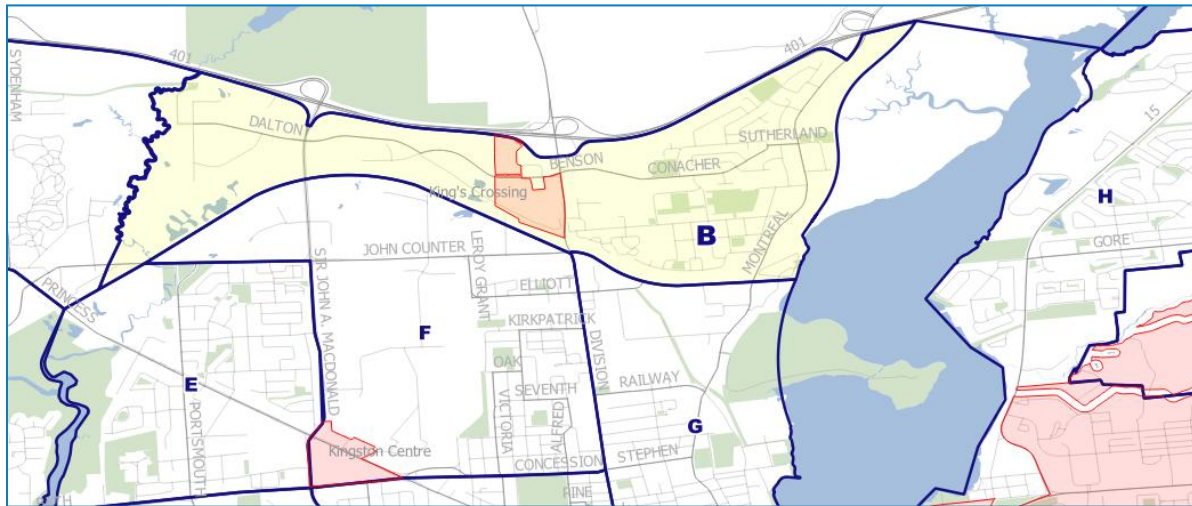 SYDENHAM
401
401
15
DALTON
SUTHERLAND
BENSON
CONACHER
King's Crossing
H
B
MONTREAL
GORE
JOHN COUNTER
PRINCESS
SIR JOHN A. MACDONALD
LEROY GRANT
ELLIOTT
KIRKPATRICK
F
DIVISION
OAK
E
SEVENTH
RAILWAY
PORTSMOUTH
VICTORIA
ALFRED
G
Kingston Centre
CONCESSION
STEPHEN